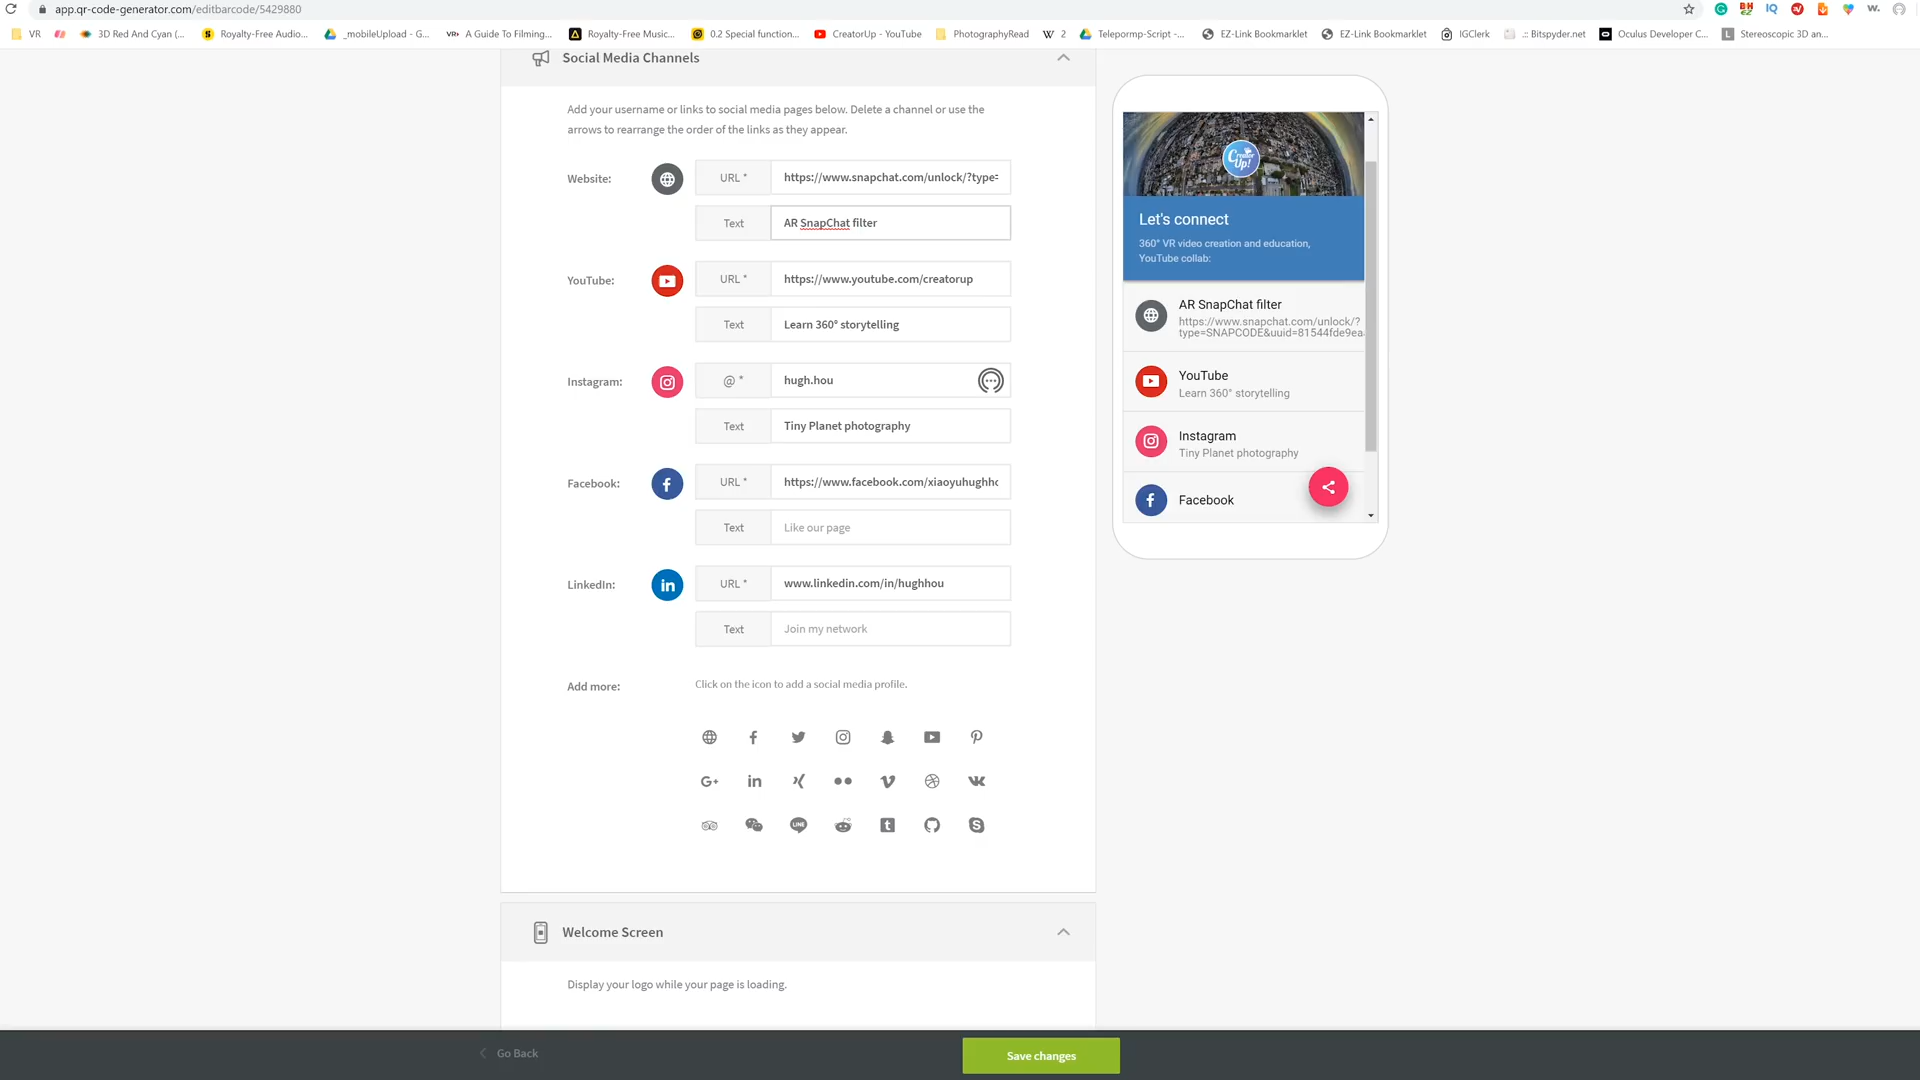 app.qr-code-generator.com/editbarcode/5429880
VR
3D Red And Cyan (...
Royalty-Free Audio...
_mobileUpload - G...
A Guide To Filming...
Royalty-Free Music...
0.2 Special function...
CreatorUp - YouTube
PhotographyRead
2
Telepormp-Script -...
EZ-Link Bookmarklet
EZ-Link Bookmarklet
IGClerk
.:: Bitspyder.net
Oculus Developer C...
Stereoscopic 3D an...
Social Media Channels
Add your username or links to social media pages below. Delete a channel or use the
arrows to rearrange the order of the links as they appear.
Website:
URL *
https://www.snapchat.com/unlock/?type=
Text
AR SnapChat filter
YouTube:
URL *
https://www.youtube.com/creatorup
Text
Learn 360° storytelling
Instagram:
@ *
hugh.hou
Text
Tiny Planet photography
Facebook:
URL *
https://www.facebook.com/xiaoyuhughho
Text
Like our page
LinkedIn:
URL *
www.linkedin.com/in/hughhou
Text
Join my network
Add more:
Click on the icon to add a social media profile.
Welcome Screen
Display your logo while your page is loading.
Go Back
Save changes
Creator
Up!
Let's connect
360° VR video creation and education,
YouTube collab:
AR SnapChat filter
https://www.snapchat.com/unlock/?
type=SNAPCODE&uuid=81544fde9ea
YouTube
Learn 360° storytelling
Instagram
Tiny Planet photography
Facebook